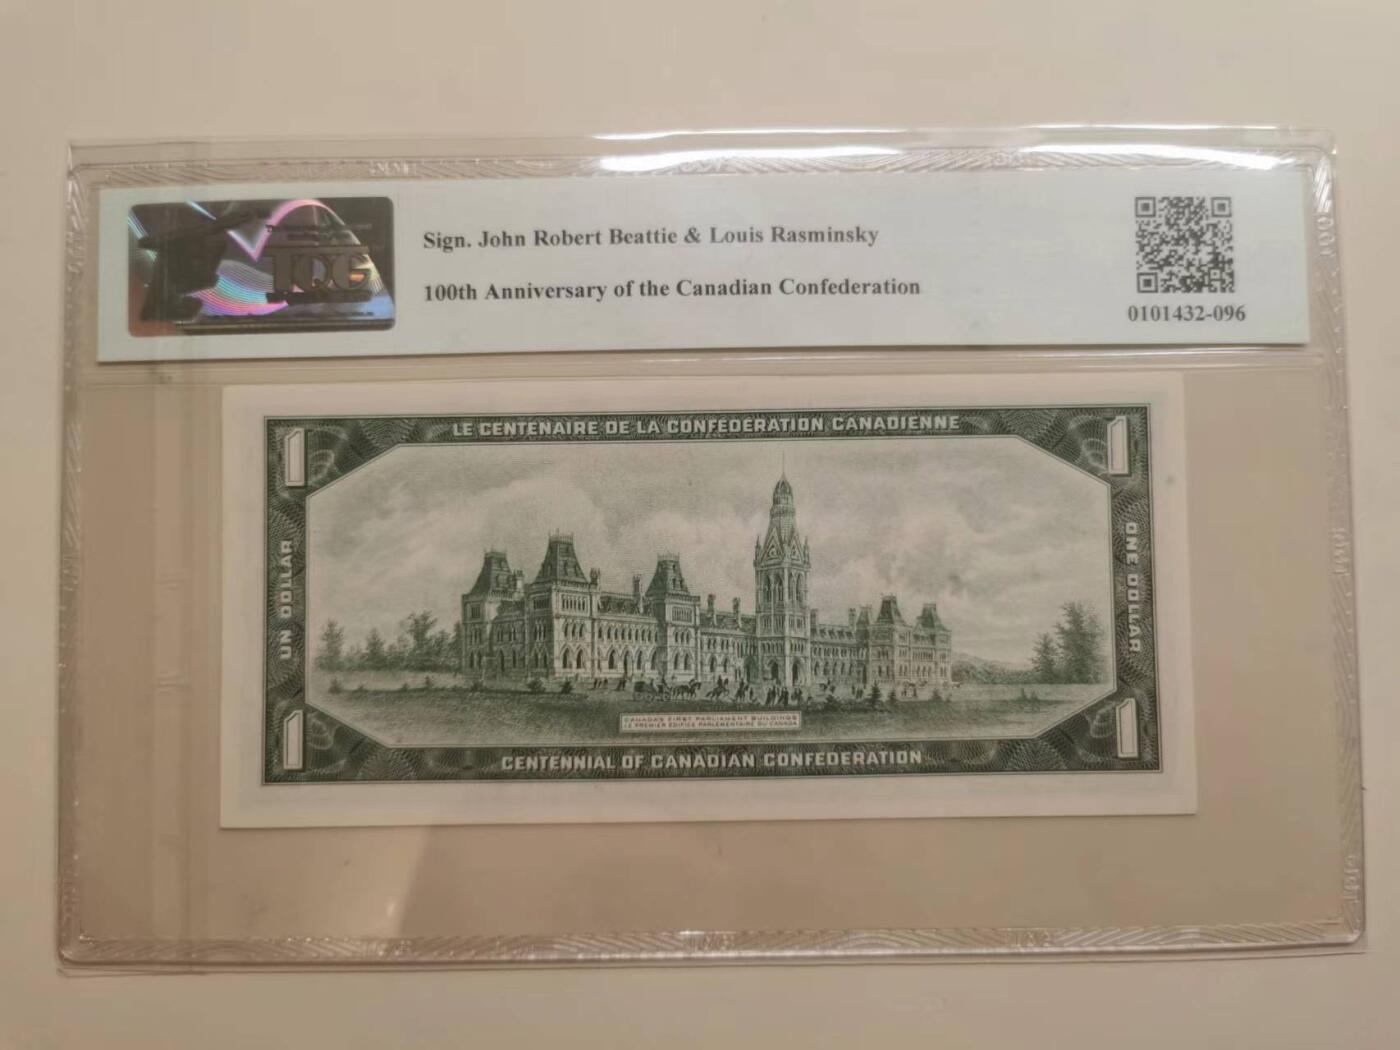 TQG
Sign. John Robert Beattie & Louis Rasminsky
100th Anniversary of the Canadian Confederation
0101432-096
1
LE CENTENAIRE DE LA CONFÉDÉRATION CANADIENNE
1
UN DOLLAR
ONE DOLLAR
CANADA'S FIRST PARLIAMENT BUILDINGS
LE PREMIER ÉDIFICE PARLEMENTAIRE DU CANADA
1
CENTENNIAL OF CANADIAN CONFEDERATION
1